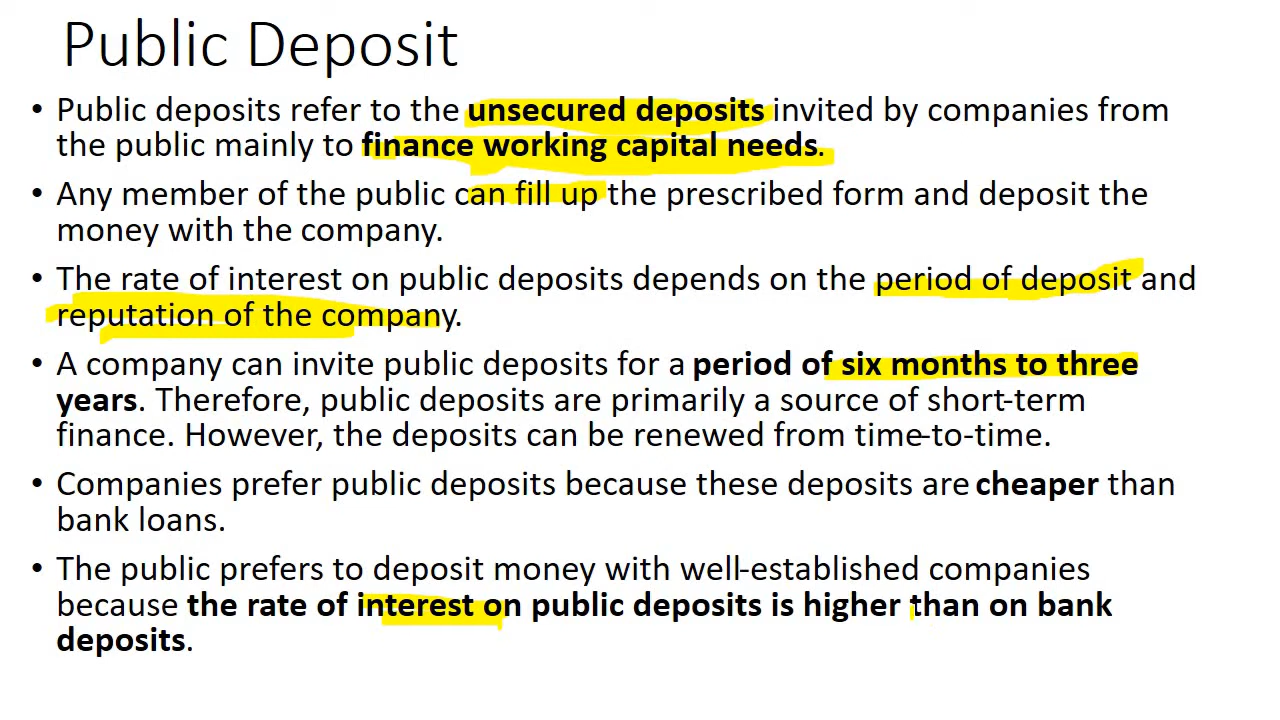 Public Deposit
• Public deposits refer to the unsecured deposits invited by companies from
the public mainly to finance working capital needs.
• Any member of the public can fill up the prescribed form and deposit the
money with the company.
• The rate of interest on public deposits depends on the period of deposit and
reputation of the company.
• A company can invite public deposits for a period of six months to three
years. Therefore, public deposits are primarily a source of short-term
finance. However, the deposits can be renewed from time-to-time.
• Companies prefer public deposits because these deposits are cheaper than
bank loans.
• The public prefers to deposit money with well-established companies
because the rate of interest on public deposits is higher than on bank
deposits.